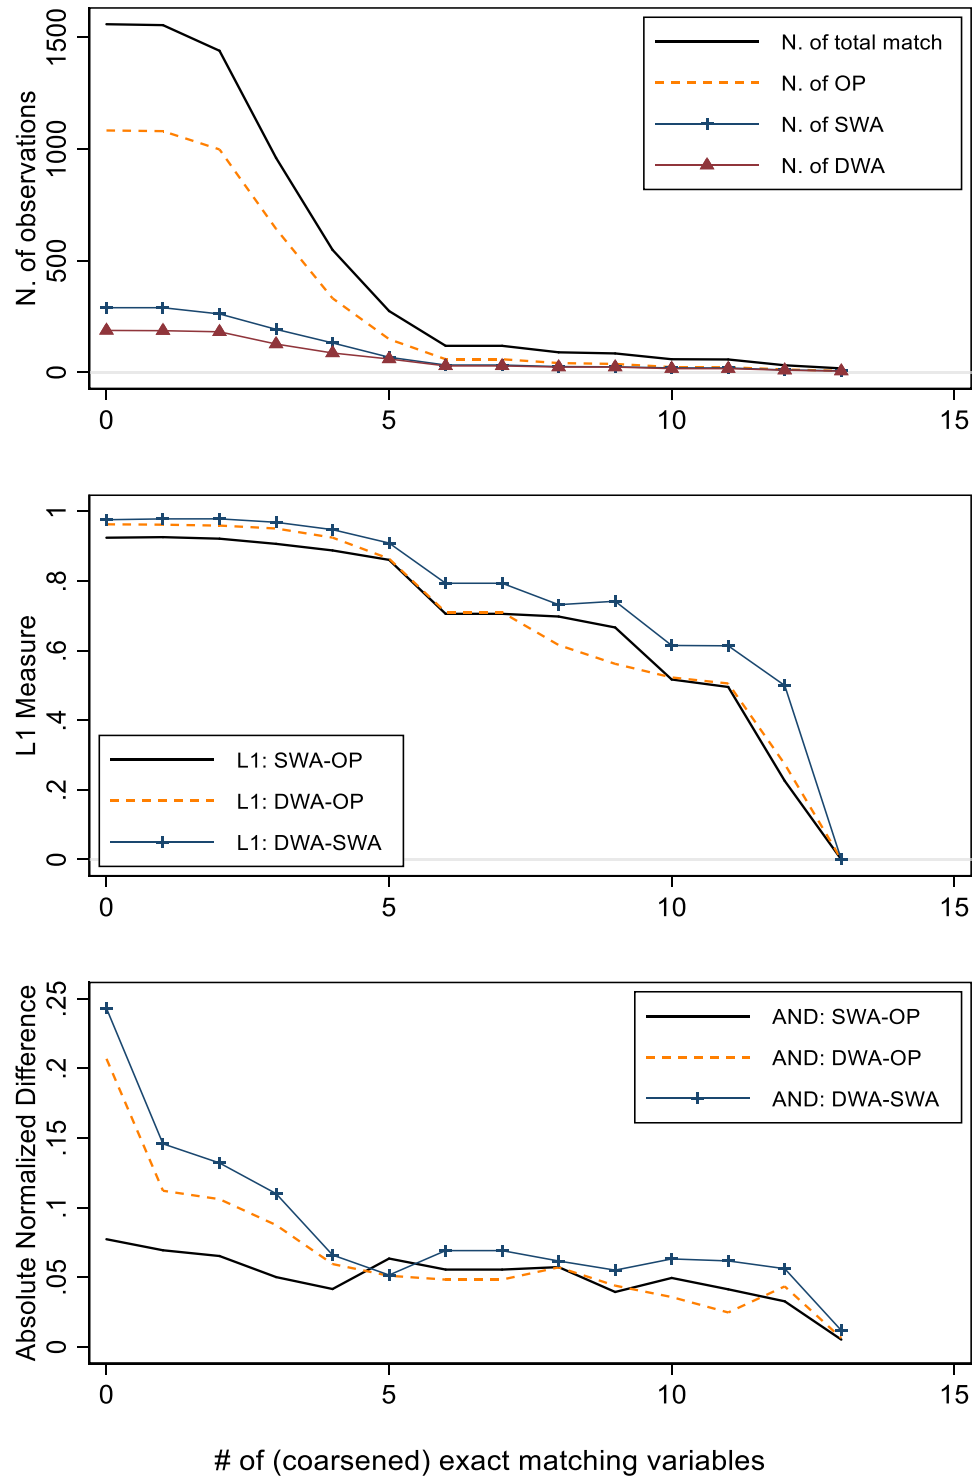 N. of observations
1500
1000
500
0
N. of total match
N. of OP
N. of SWA
N. of DWA
0 5 10 15
L1 Measure
1
.8
.6
.4
.2
0
L1: SWA-OP
L1: DWA-OP
L1: DWA-SWA
0 5 10 15
Absolute Normalized Difference
.25
.2
.15
.1
.05
0
AND: SWA-OP
AND: DWA-OP
AND: DWA-SWA
0 5 10 15
# of (coarsened) exact matching variables